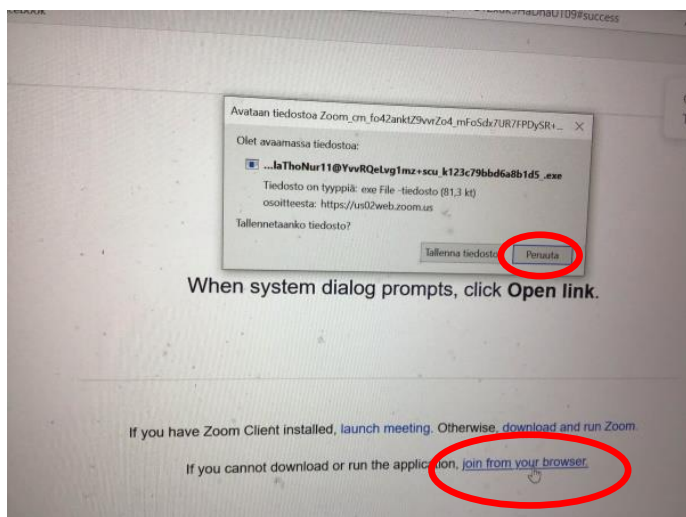 Avataan tiedostoa Zoom_cm_fo42anktZ9vvrZo4_mFoSdx7UR7FPDySR+...
Olet avaamassa tiedostoa:
...laThoNur11@YvvRQeLvg1mz+scu_k123c79bbd6a8b1d5_.exe
Tiedosto on tyyppiä: exe File -tiedosto (81,3 kt)
osoitteesta: https://us02web.zoom.us
Tallennetaanko tiedosto?
Tallenna tiedosto Peruuta
When system dialog prompts, click Open link.
If you have Zoom Client installed, launch meeting. Otherwise, download and run Zoom.
If you cannot download or run the application, join from your browser.